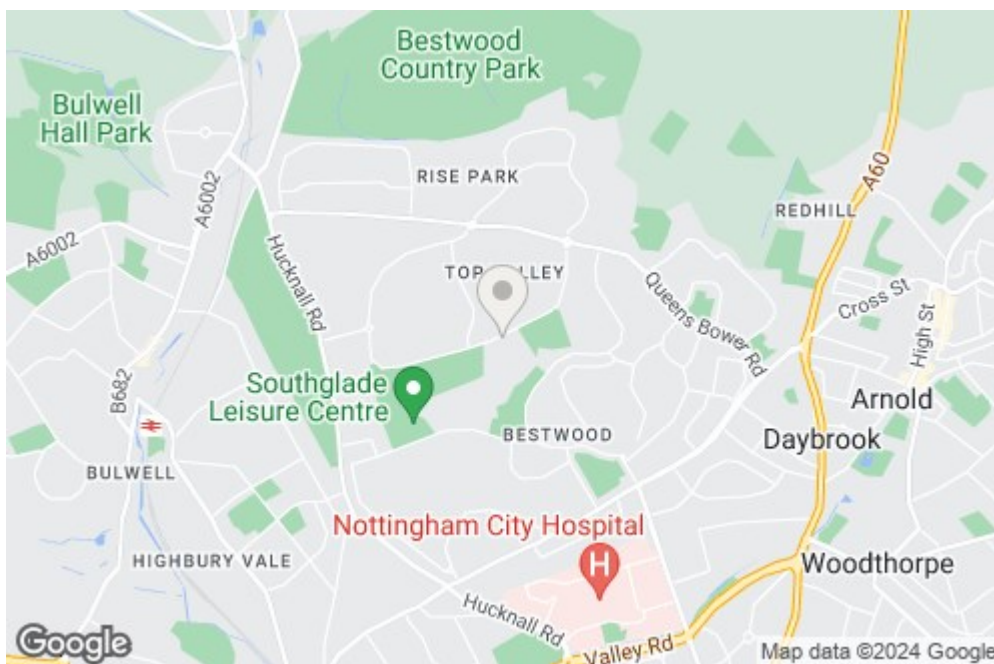 Bestwood
Country Park
Bulwell
Hall Park
RISE PARK
A60
A6002
REDHILL
A6002
Hucknall Rd
TOP
LLEY
Queens Bower Rd
Cross St
High St
Southglade
Leisure Centre
B682
Arnold
BESTWOOD
Daybrook
BULWELL
Nottingham City Hospital
H
HIGHBURY VALE
Woodthorpe
Hucknall Rd
Valley Rd
Google
Map data ©2024 Google